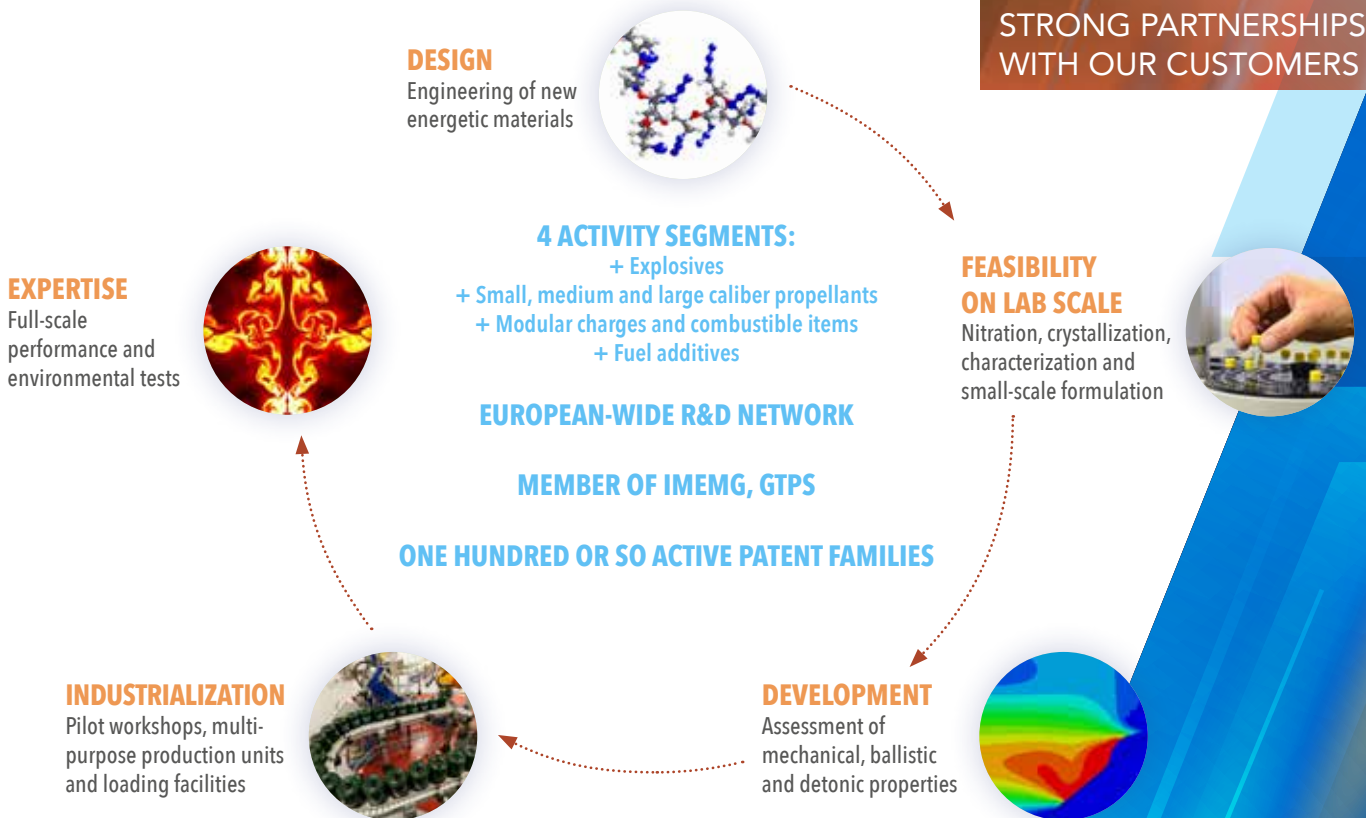 STRONG PARTNERSHIPS
WITH OUR CUSTOMERS
DESIGN
Engineering of new
energetic materials
4 ACTIVITY SEGMENTS:
+ Explosives
+ Small, medium and large caliber propellants
+ Modular charges and combustible items
+ Fuel additives
EUROPEAN-WIDE R&D NETWORK
MEMBER OF IMEMG, GTPS
ONE HUNDRED OR SO ACTIVE PATENT FAMILIES
FEASIBILITY
ON LAB SCALE
Nitration, crystallization,
characterization and
small-scale formulation
DEVELOPMENT
Assessment of
mechanical, ballistic
and detonic properties
INDUSTRIALIZATION
Pilot workshops, multi-
purpose production units
and loading facilities
EXPERTISE
Full-scale
performance and
environmental tests